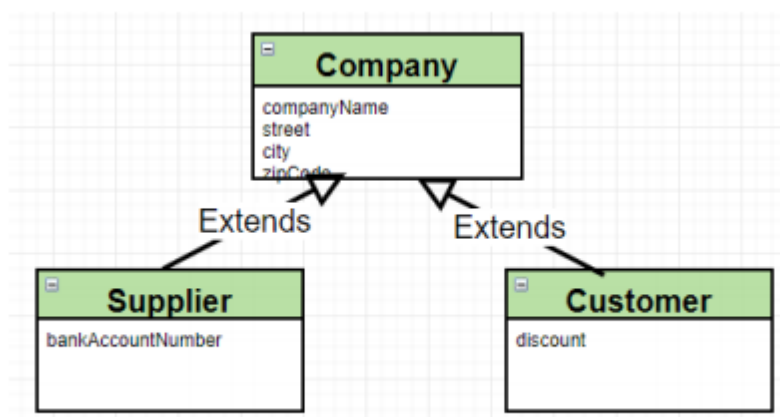 Company
companyName
street
city
zipCode
Extends
Extends
Supplier
bankAccountNumber
Customer
discount